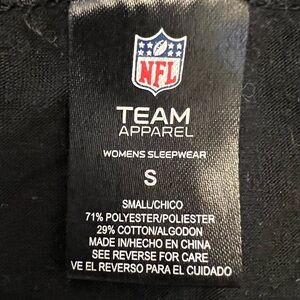 NFL
TEAM
APPAREL
WOMENS SLEEPWEAR
S
SMALL/CHICO
71% POLYESTER/POLIESTER
29% COTTON/ALGODON
MADE IN/HECHO EN CHINA
SEE REVERSE FOR CARE
VE EL REVERSO PARA EL CUIDADO